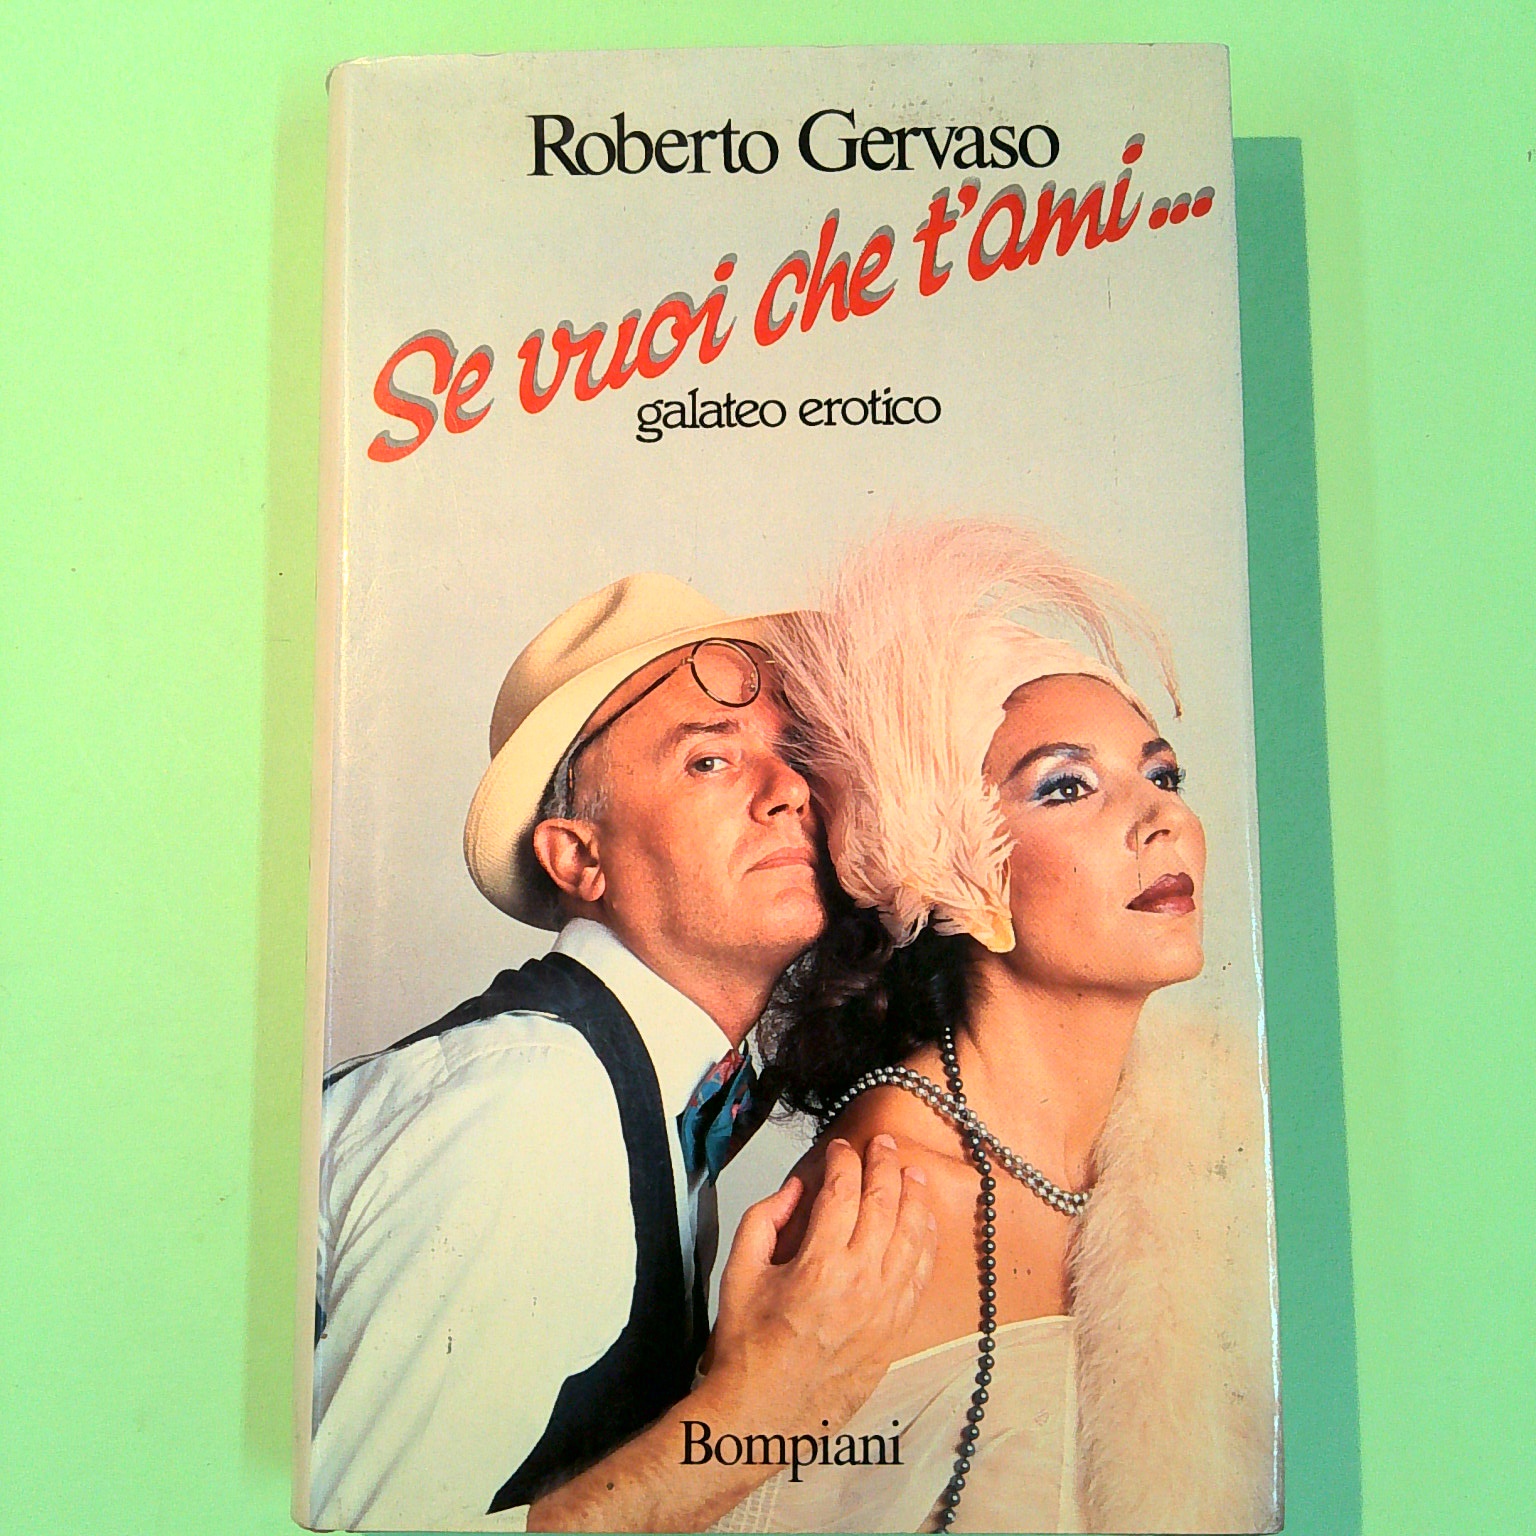 Roberto Gervaso
Se vuoi che t'ami...
galateo erotico
Bompiani